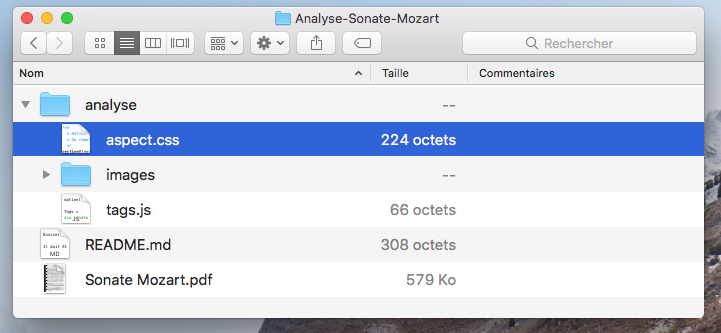 Analyse-Sonate-Mozart
Rechercher
Nom Taille Commentaires
analyse --
aspect.css 224 octets
images --
tags.js 66 octets
README.md 308 octets
Sonate Mozart.pdf 579 Ko